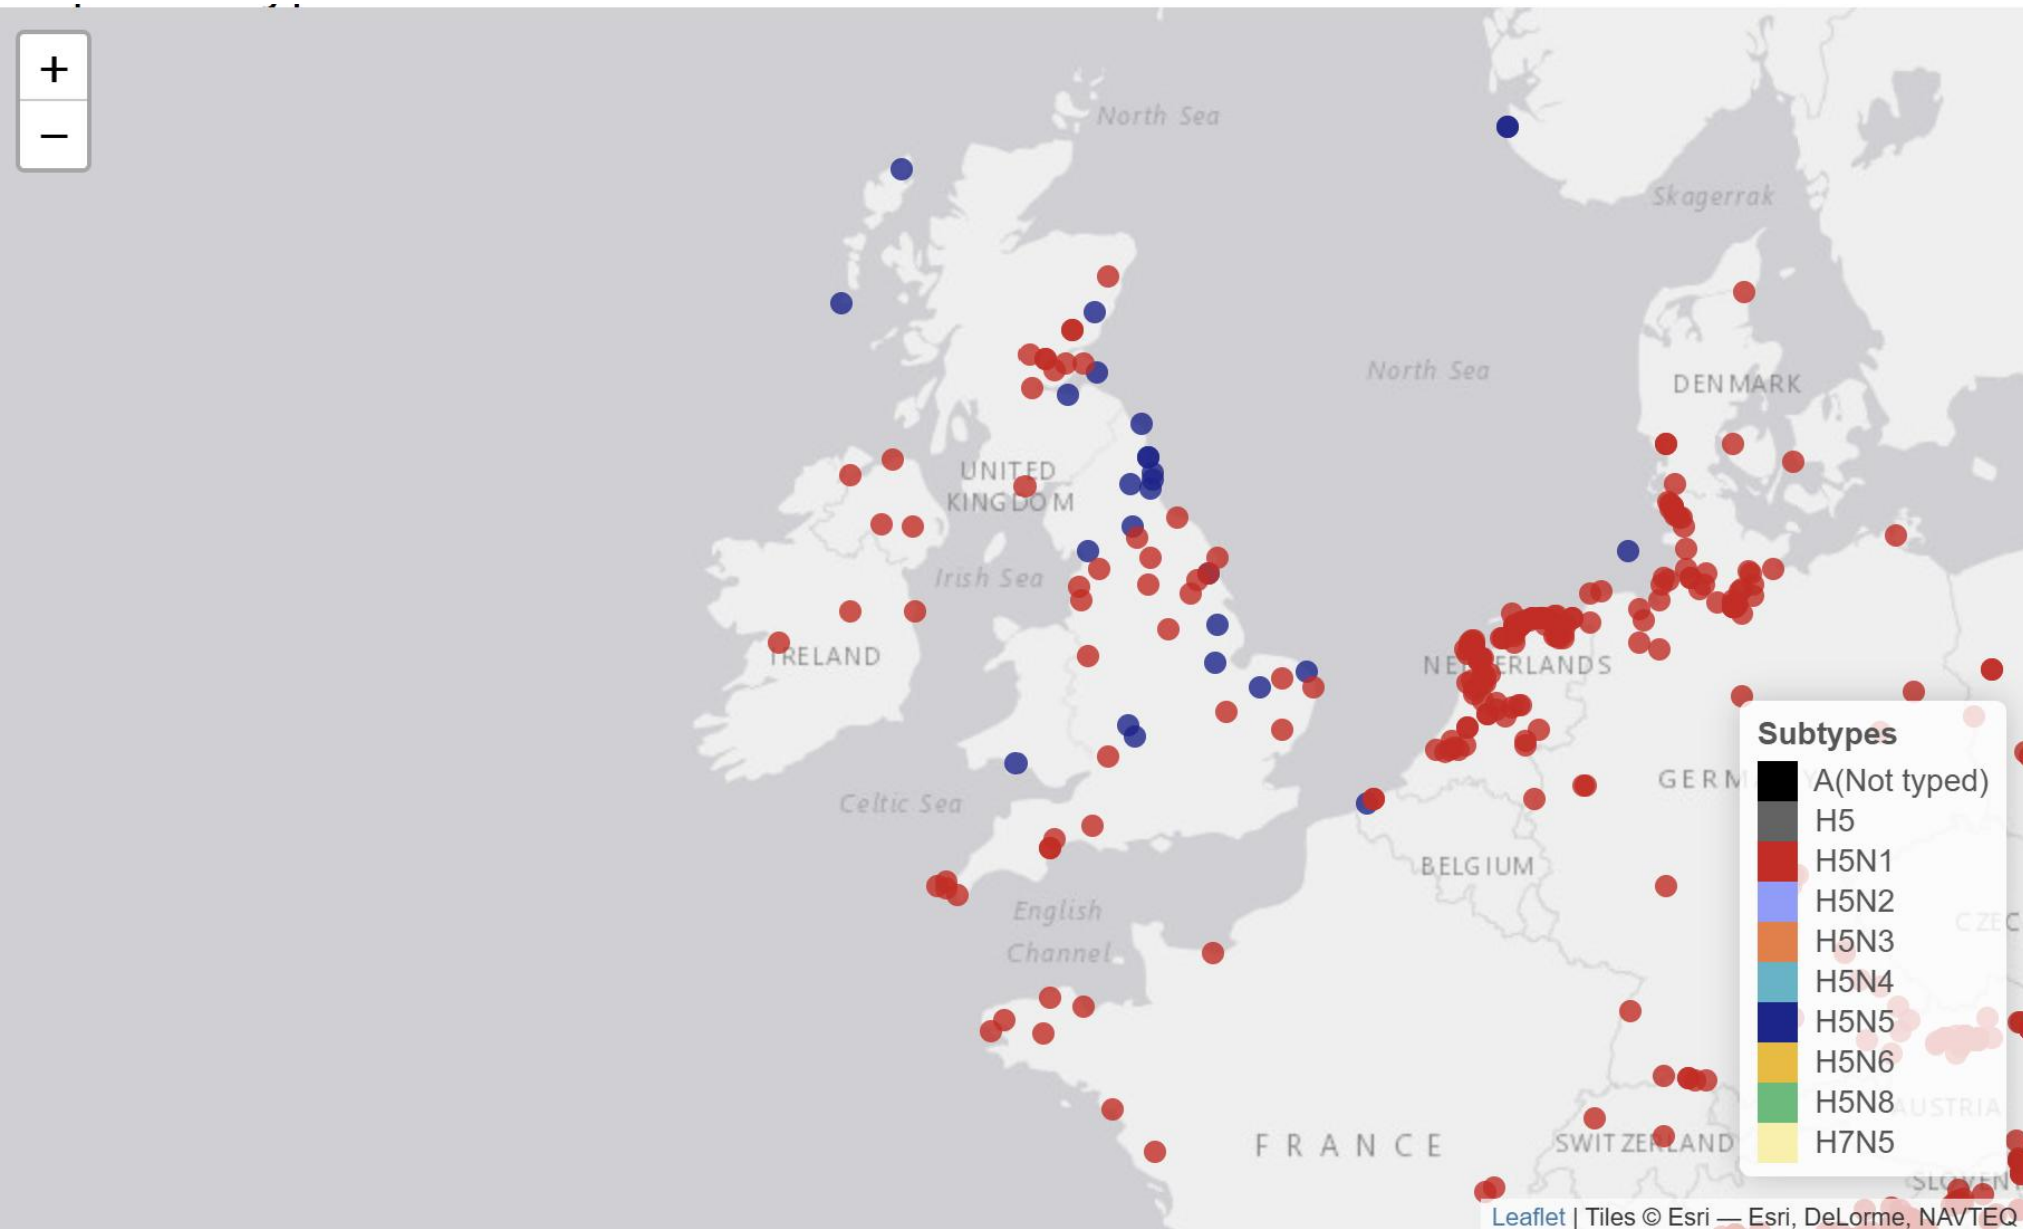 +
−
North Sea
Skagerrak
North Sea
DENMARK
UNITED
KINGDOM
Irish Sea
IRELAND
NETHERLANDS
Celtic Sea
GERM
BELGIUM
English
Channel
CZEC
FRANCE
SWITZERLAND
AUSTRIA
SLOVEN
Subtypes
A(Not typed)
H5
H5N1
H5N2
H5N3
H5N4
H5N5
H5N6
H5N8
H7N5
Leaflet | Tiles © Esri — Esri, DeLorme, NAVTEQ